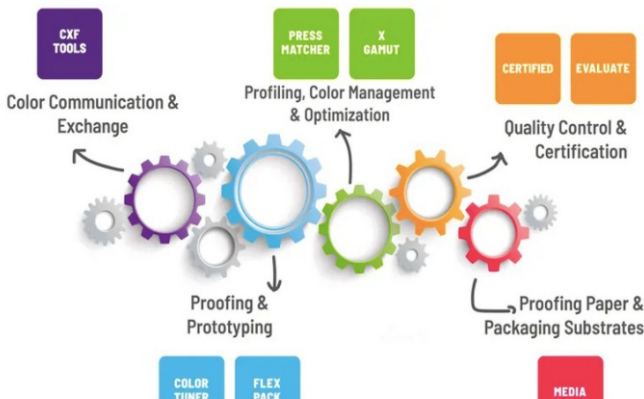 CXF
TOOLS
PRESS
MATCHER
X
GAMUT
CERTIFIED
EVALUATE
Color Communication &
Exchange
Profiling, Color Management
& Optimization
Quality Control &
Certification
Proofing &
Prototyping
Proofing Paper &
Packaging Substrates
COLOR
TUNER
FLEX
PACK
MEDIA